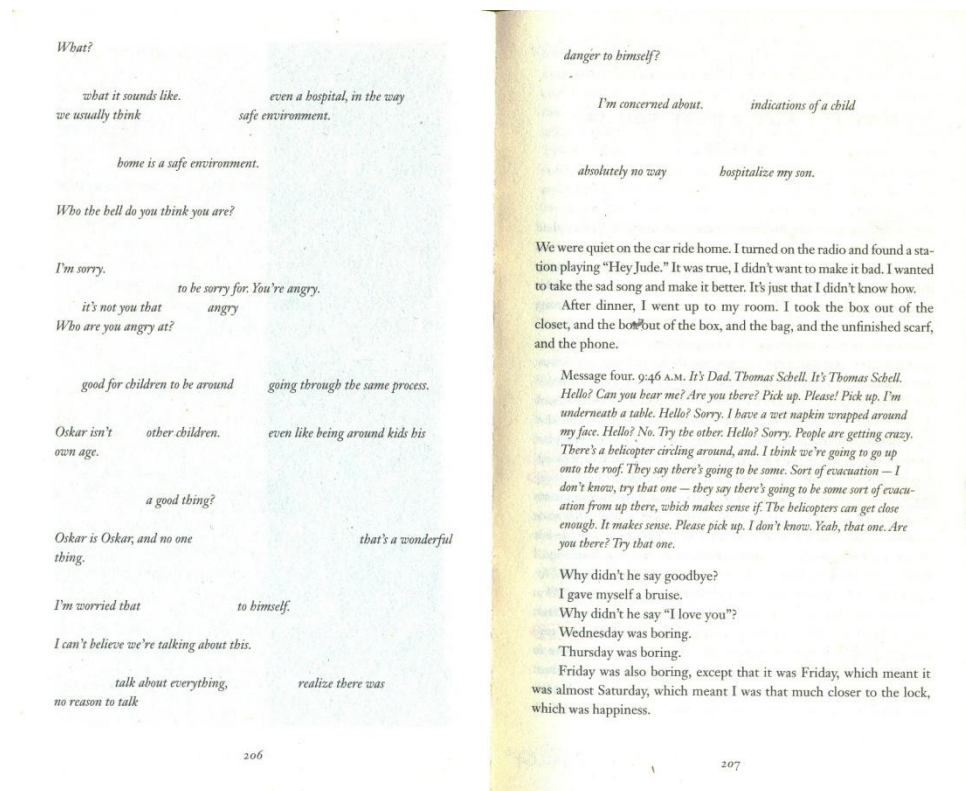 What?
what it sounds like. even a hospital, in the way
we usually think safe environment.
home is a safe environment.
Who the hell do you think you are?
I'm sorry.
to be sorry for. You're angry.
it's not you that angry
Who are you angry at?
good for children to be around going through the same process.
Oskar isn't other children. even like being around kids his
own age.
a good thing?
Oskar is Oskar, and no one that's a wonderful
thing.
I'm worried that to himself.
I can't believe we're talking about this.
talk about everything, realize there was
no reason to talk
206
danger to himself?
I'm concerned about. indications of a child
absolutely no way hospitalize my son.
We were quiet on the car ride home. I turned on the radio and found a sta-
tion playing “Hey Jude.” It was true, I didn't want to make it bad. I wanted
to take the sad song and make it better. It's just that I didn't know how.
After dinner, I went up to my room. I took the box out of the
closet, and the box out of the box, and the bag, and the unfinished scarf,
and the phone.
Message four. 9:46 A.M. It's Dad. Thomas Schell. It's Thomas Schell.
Hello? Can you hear me? Are you there? Pick up. Please! Pick up. I'm
underneath a table. Hello? Sorry. I have a wet napkin wrapped around
my face. Hello? No. Try the other. Hello? Sorry. People are getting crazy.
There's a helicopter circling around, and. I think we're going to go up
onto the roof. They say there's going to be some. Sort of evacuation — I
don't know, try that one — they say there's going to be some sort of evacu-
ation from up there, which makes sense if. The helicopters can get close
enough. It makes sense. Please pick up. I don't know. Yeah, that one. Are
you there? Try that one.
Why didn't he say goodbye?
I gave myself a bruise.
Why didn't he say “I love you”?
Wednesday was boring.
Thursday was boring.
Friday was also boring, except that it was Friday, which meant it
was almost Saturday, which meant I was that much closer to the lock,
which was happiness.
207